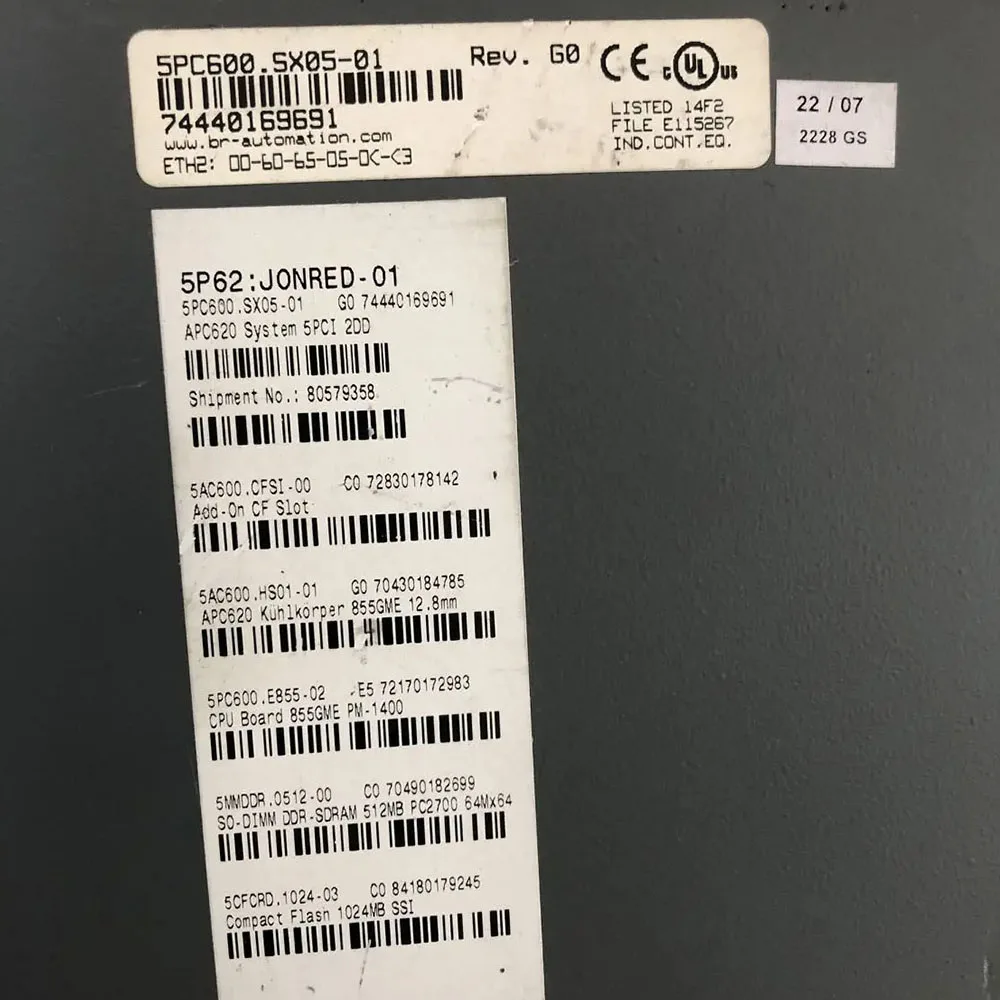 5PC600.SX05-01 Rev. G0 CE c UL us
74440169691
www.br-automation.com
ETH2: 00-60-65-05-0C-C3
LISTED 14F2
FILE E115267
IND.CONT.EQ.
22 / 07
2228 GS
5P62:JONRED-01
5PC600.SX05-01 G0 74440169691
APC620 System 5PCI 2DD
Shipment No.: 80579358
5AC600.CFSI-00 C0 72830178142
Add-On CF Slot
5AC600.HS01-01 G0 70430184785
APC620 Kühlkörper 855GME 12.8mm
5PC600.E855-02 E5 72170172983
CPU Board 855GME PM-1400
5MMDDR.0512-00 C0 70490182699
SO-DIMM DDR-SDRAM 512MB PC2700 64Mx64
5CFCRD.1024-03 C0 84180179245
Compact Flash 1024MB SSI